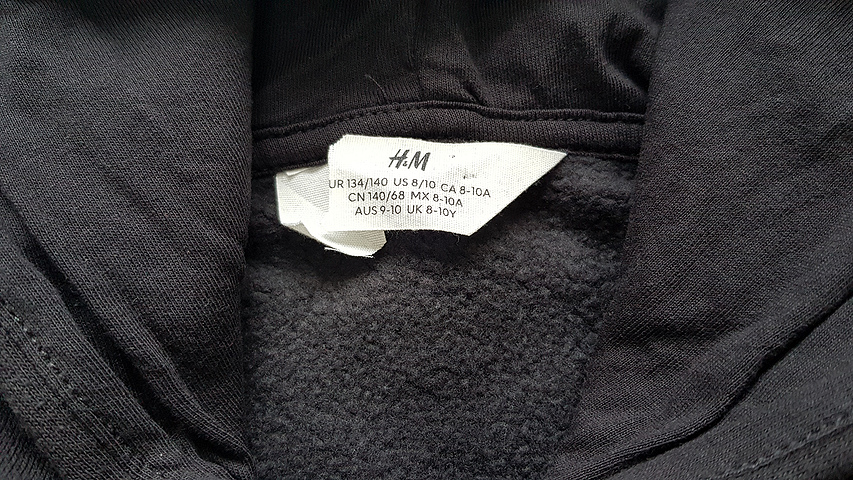 H&M
UR 134/140 US 8/10 CA 8-10A
CN 140/68 MX 8-10A
AUS 9-10 UK 8-10Y